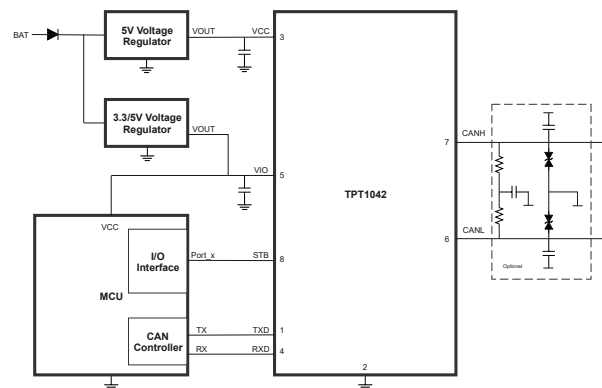 BAT
5V Voltage
Regulator
VOUT
VCC
3
3.3/5V Voltage
Regulator
VOUT
VIO
5
TPT1042
7
CANH
6
CANL
Optional
VCC
I/O
Interface
Port_x
STB
8
MCU
CAN
Controller
TX
TXD
1
RX
RXD
4
2